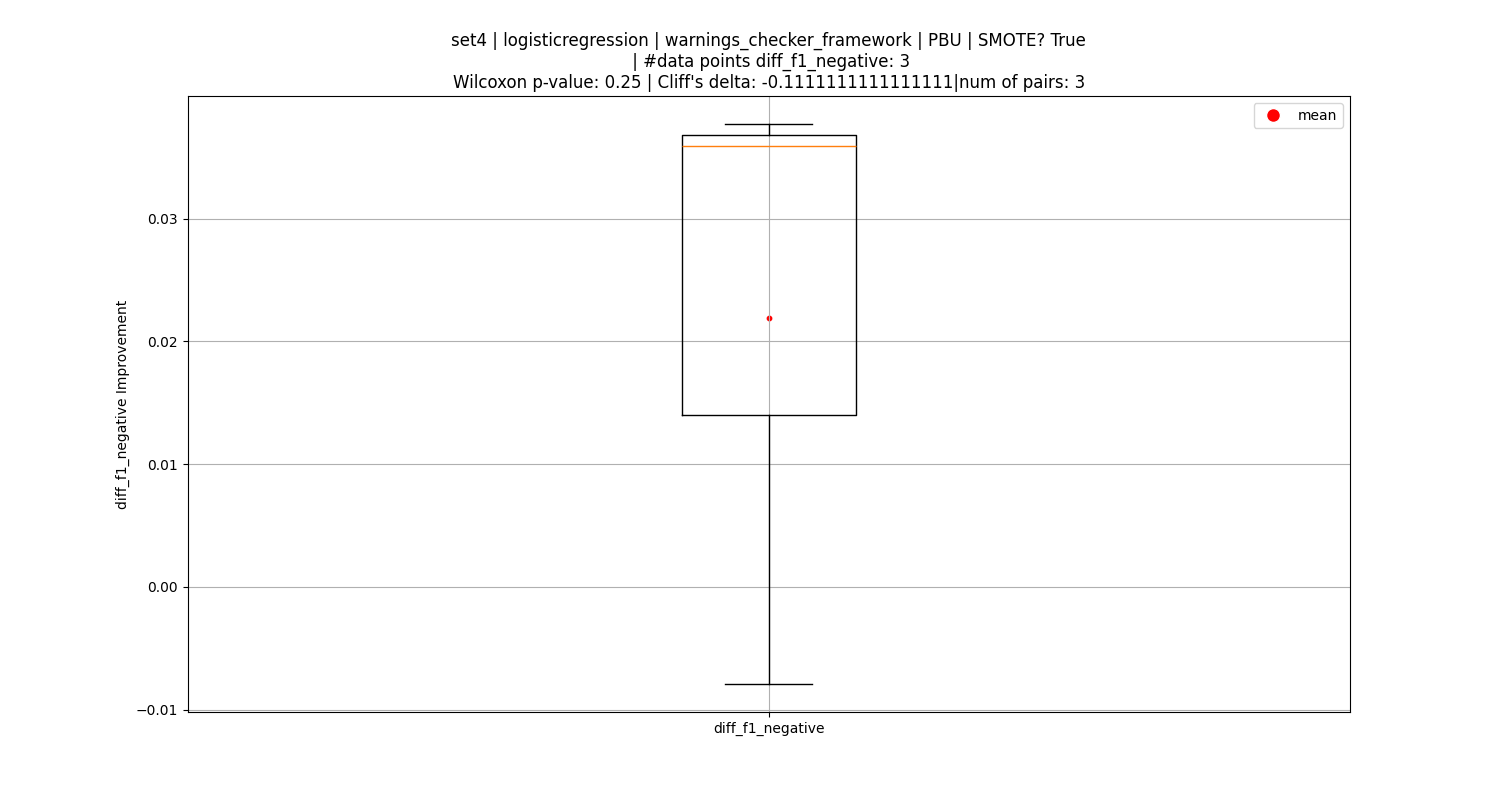 set4 | logisticregression | warnings_checker_framework | PBU | SMOTE? True
| #data points diff_f1_negative: 3
Wilcoxon p-value: 0.25 | Cliff's delta: -0.1111111111111111|num of pairs: 3
mean
0.03
0.02
0.01
0.00
−0.01
diff_f1_negative Improvement
diff_f1_negative